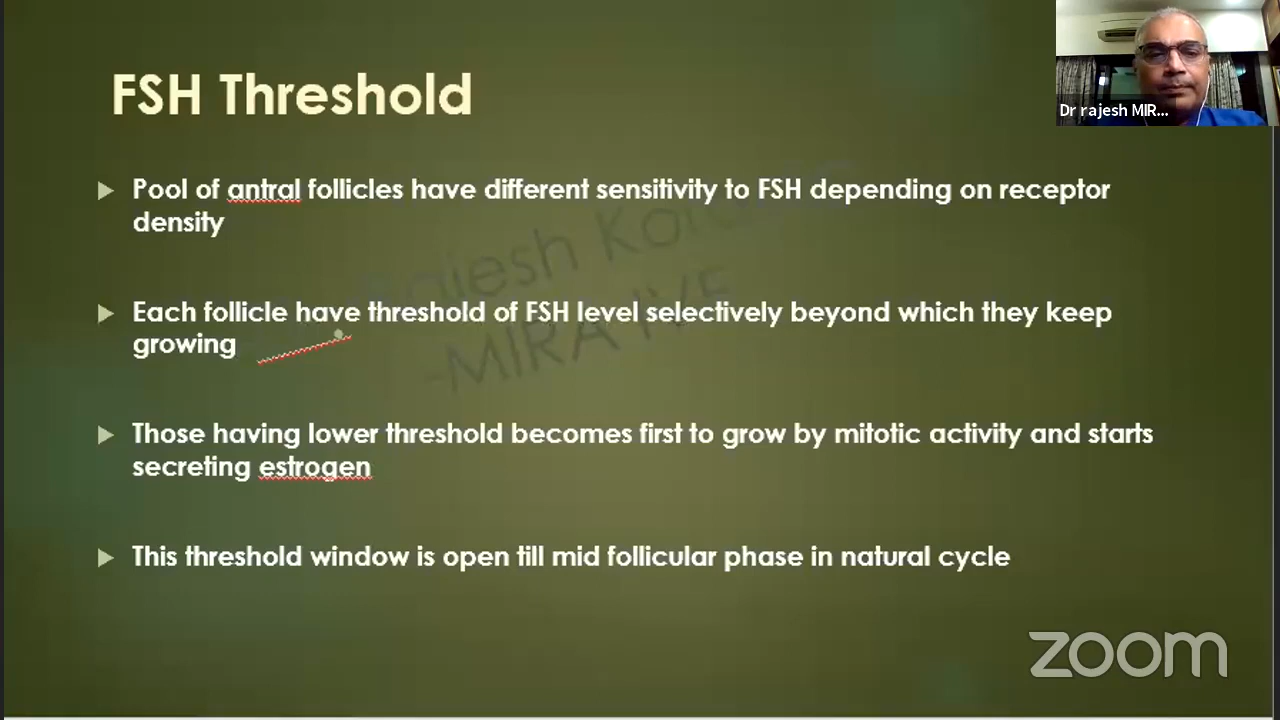 FSH Threshold
Dr rajesh MIR...
Pool of antral follicles have different sensitivity to FSH depending on receptor
density
Each follicle have threshold of FSH level selectively beyond which they keep
growing
Those having lower threshold becomes first to grow by mitotic activity and starts
secreting estrogen
This threshold window is open till mid follicular phase in natural cycle
-MIRA IVF
zoom